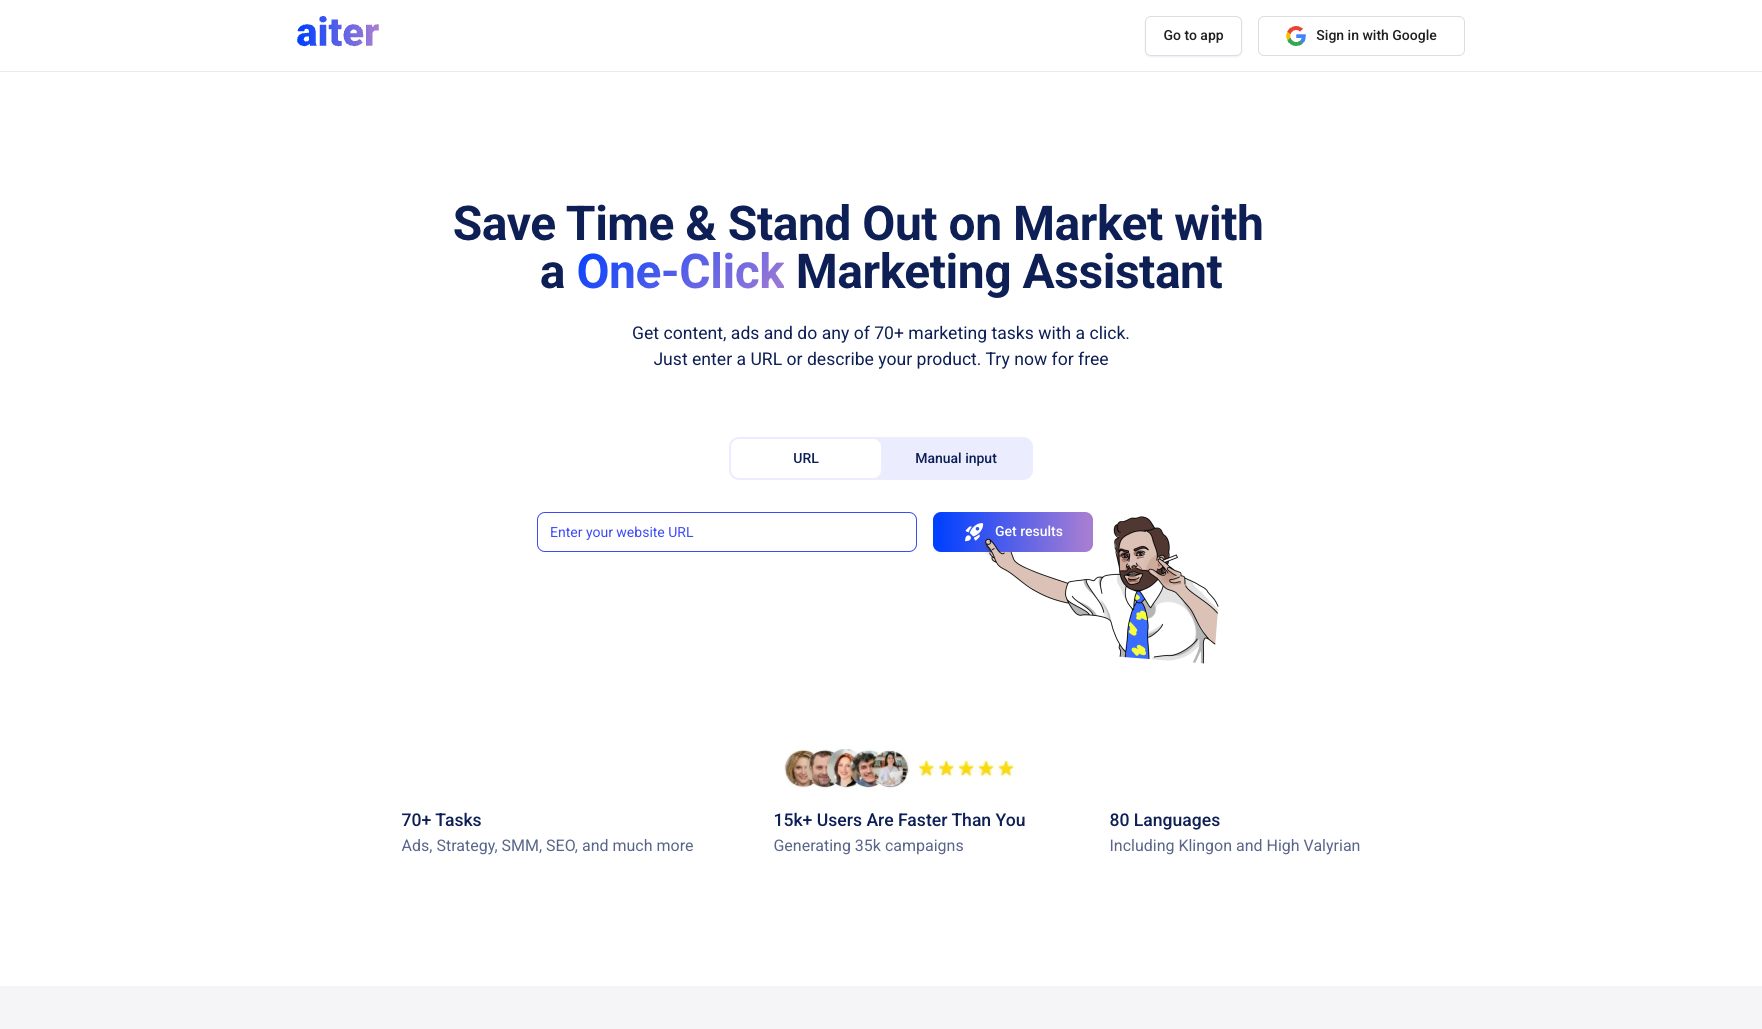 aiter
Go to app
Sign in with Google
Save Time & Stand Out on Market with
a One-Click Marketing Assistant
Get content, ads and do any of 70+ marketing tasks with a click.
Just enter a URL or describe your product. Try now for free
URL
Manual input
Enter your website URL
Get results
70+ Tasks
Ads, Strategy, SMM, SEO, and much more
15k+ Users Are Faster Than You
Generating 35k campaigns
80 Languages
Including Klingon and High Valyrian